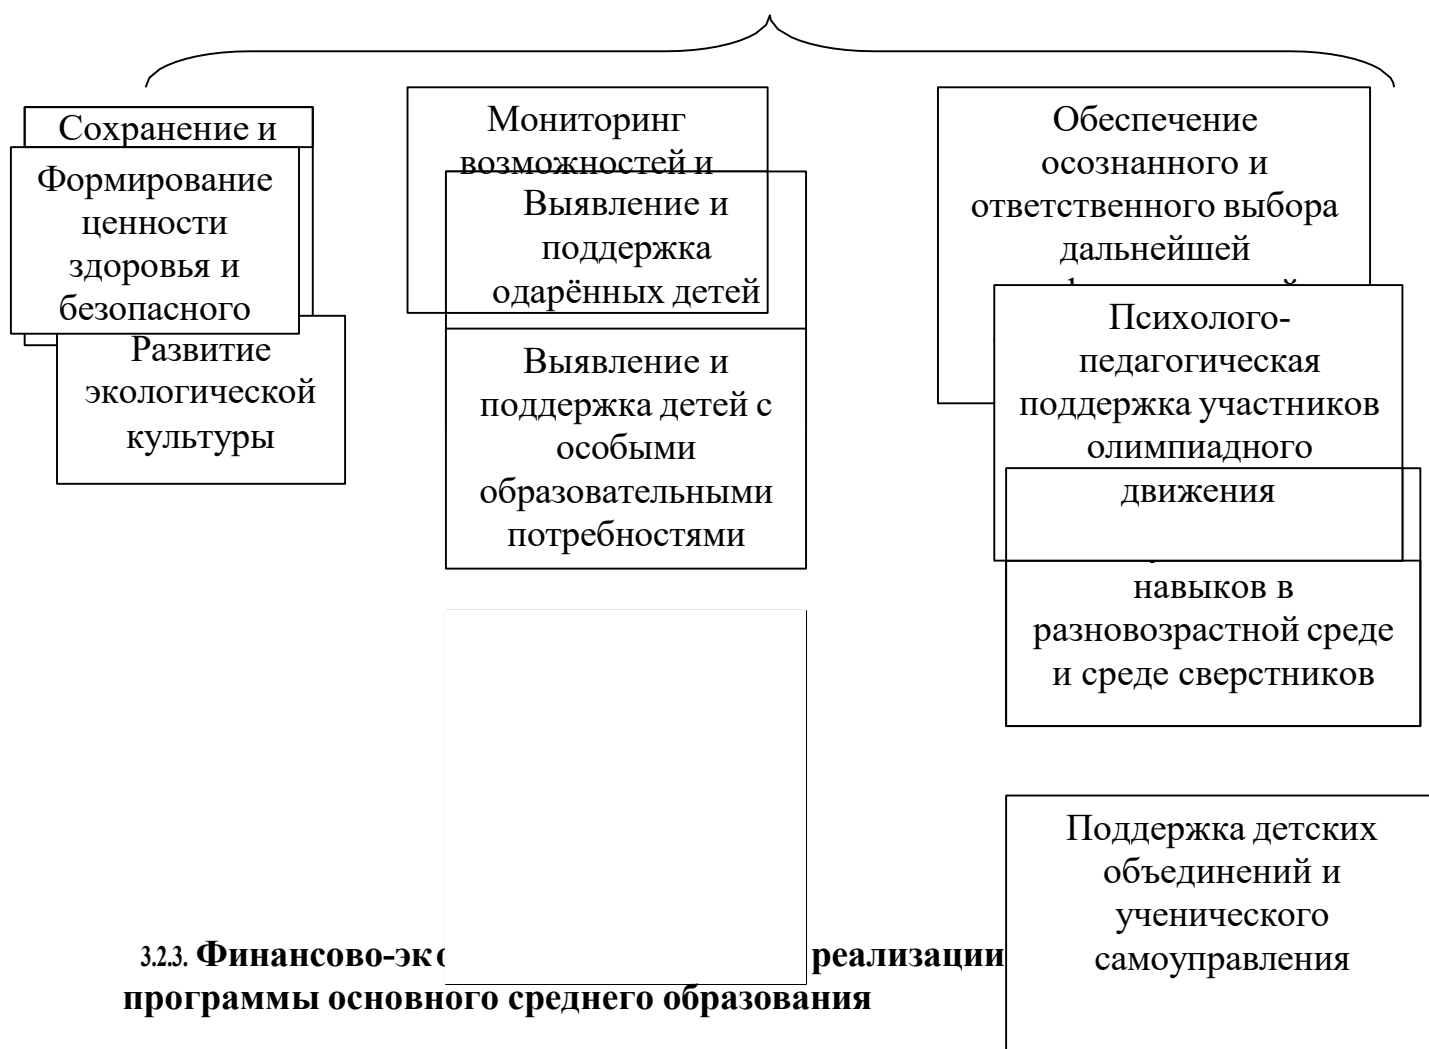 Сохранение и
Формирование
ценности
здоровья и
безопасного
Развитие
экологической
культуры
Мониторинг
возможностей и
Выявление и
поддержка
одарённых детей
Выявление и
поддержка детей с
особыми
образовательными
потребностями
Обеспечение
осознанного и
ответственного выбора
дальнейшей
Психолого-
педагогическая
поддержка участников
олимпиадного
движения
навыков в
разновозрастной среде
и среде сверстников
Поддержка детских
объединений и
ученического
самоуправления
3.2.3. Финансово-эк реализации
программы основного среднего образования